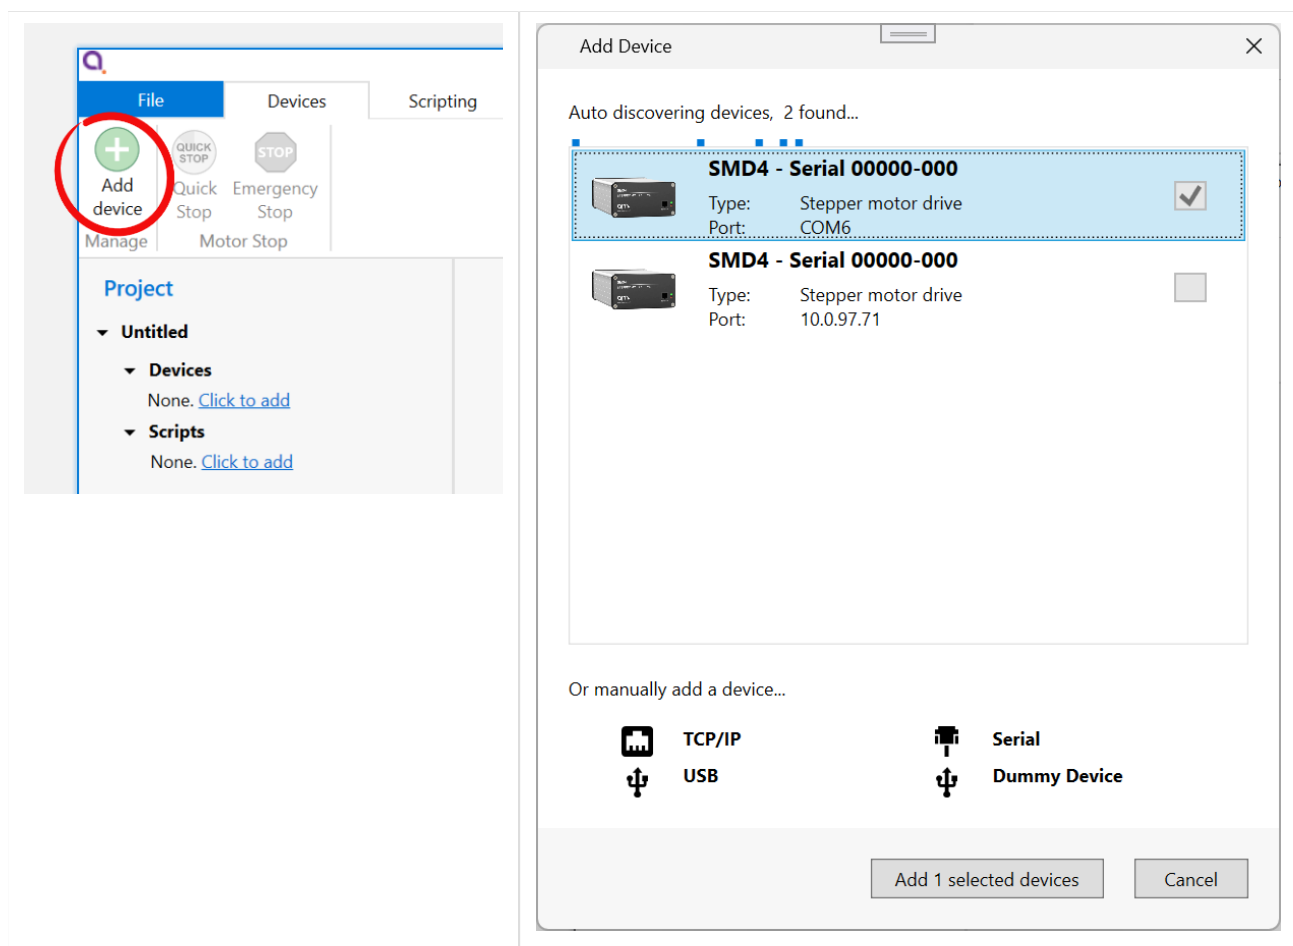 File
Devices
Scripting
QUICK
STOP
STOP
Add
device
Quick
Stop
Emergency
Stop
Manage
Motor Stop
Project
Untitled
Devices
None. Click to add
Scripts
None. Click to add
Add Device
Auto discovering devices, 2 found...
SMD4 - Serial 00000-000
Type: Stepper motor drive
Port: COM6
SMD4 - Serial 00000-000
Type: Stepper motor drive
Port: 10.0.97.71
Or manually add a device...
TCP/IP
Serial
USB
Dummy Device
Add 1 selected devices
Cancel